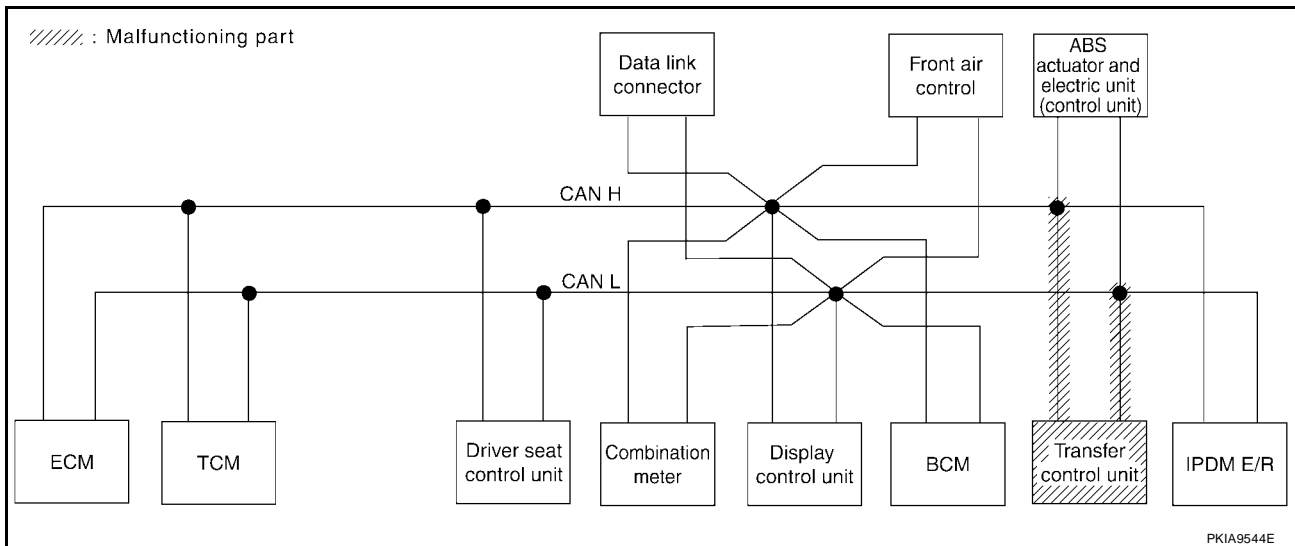 : Malfunctioning part
Data link
connector
Front air
control
ABS
actuator and
electric unit
(control unit)
CAN H
CAN L
ECM
TCM
Driver seat
control unit
Combination
meter
Display
control unit
BCM
Transfer
control unit
IPDM E/R
PKIA9544E